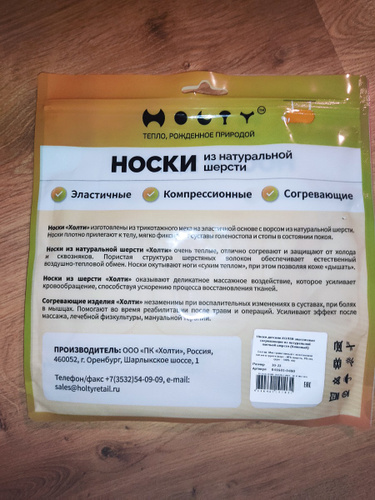 HOLTY
ТЕПЛО, РОЖДЕННОЕ ПРИРОДОЙ
НОСКИ из натуральной
шерсти
Эластичные Компрессионные Согревающие
Носки «Холти» изготовлены из трикотажного меха на эластичной основе с ворсом из натуральной шерсти.
Носки плотно прилегают к телу, мягко фиксируя суставы голеностопа и стопы в состоянии покоя.
Носки из натуральной шерсти «Холти» очень теплые, отлично согревают и защищают от холода
и сквозняков. Пористая структура шерстяных волокон обеспечивает естественный
воздушно-тепловой обмен. Носки окутывают ноги «сухим теплом», при этом позволяя коже «дышать».
Носки из шерсти «Холти» оказывают деликатное массажное воздействие, которое усиливает
кровообращение, способствуя ускорению процесса восстановления тканей.
Согревающие изделия «Холти» незаменимы при воспалительных изменениях в суставах, при болях
в мышцах. Помогают во время реабилитации после травм и операций. Усиливают эффект после
массажа, лечебной физкультуры, мануальной терапии.
ПРОИЗВОДИТЕЛЬ: ООО «ПК «Холти», Россия,
460052, г. Оренбург, Шарлыкское шоссе, 1
Телефон/факс +7(3532)54-09-09, e-mail:
sales@holtyretail.ru
Размер:
Артикул:
EAC